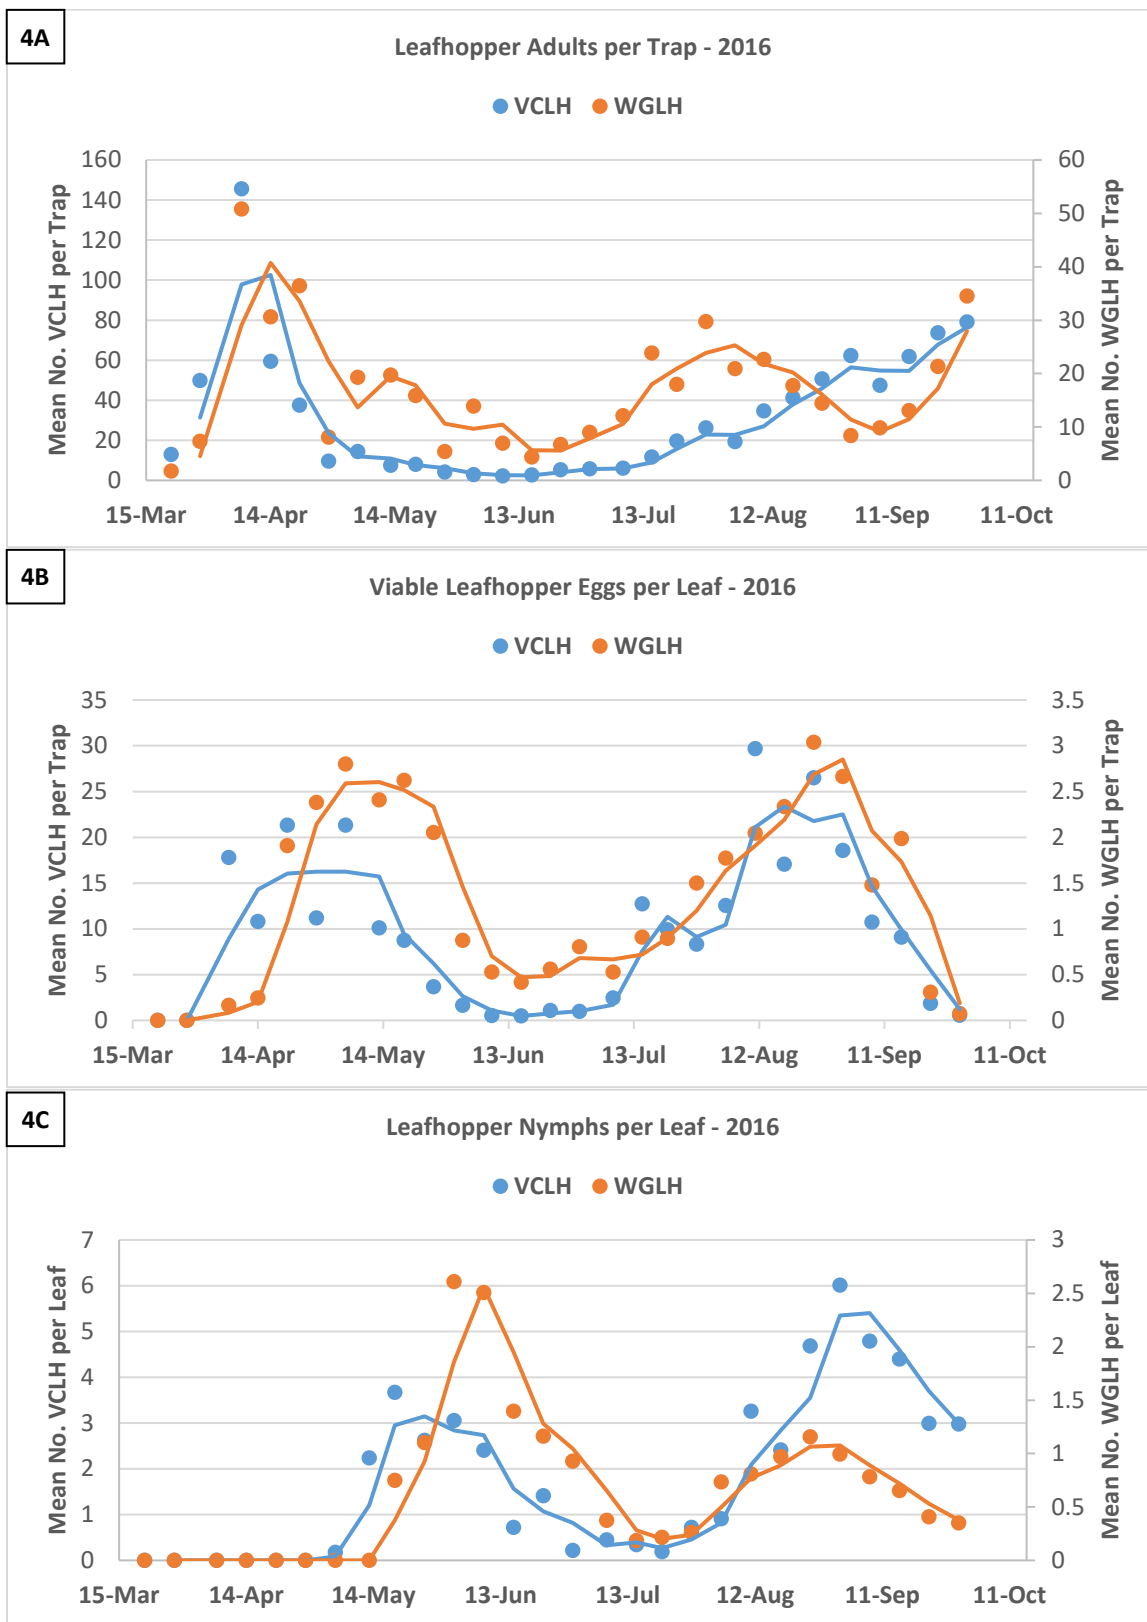 4A
Leafhopper Adults per Trap - 2016
VCLH WGLH
Mean No. VCLH per Trap
160
140
120
100
80
60
40
20
0
60
50
40
30
20
10
0
Mean No. WGLH per Trap
15-Mar 14-Apr 14-May 13-Jun 13-Jul 12-Aug 11-Sep 11-Oct
4B
Viable Leafhopper Eggs per Leaf - 2016
VCLH WGLH
Mean No. VCLH per Trap
35
30
25
20
15
10
5
0
3.5
3
2.5
2
1.5
1
0.5
0
Mean No. WGLH per Trap
15-Mar 14-Apr 14-May 13-Jun 13-Jul 12-Aug 11-Sep 11-Oct
4C
Leafhopper Nymphs per Leaf - 2016
VCLH WGLH
Mean No. VCLH per Leaf
7
6
5
4
3
2
1
0
3
2.5
2
1.5
1
0.5
0
Mean No. WGLH per Leaf
15-Mar 14-Apr 14-May 13-Jun 13-Jul 12-Aug 11-Sep 11-Oct